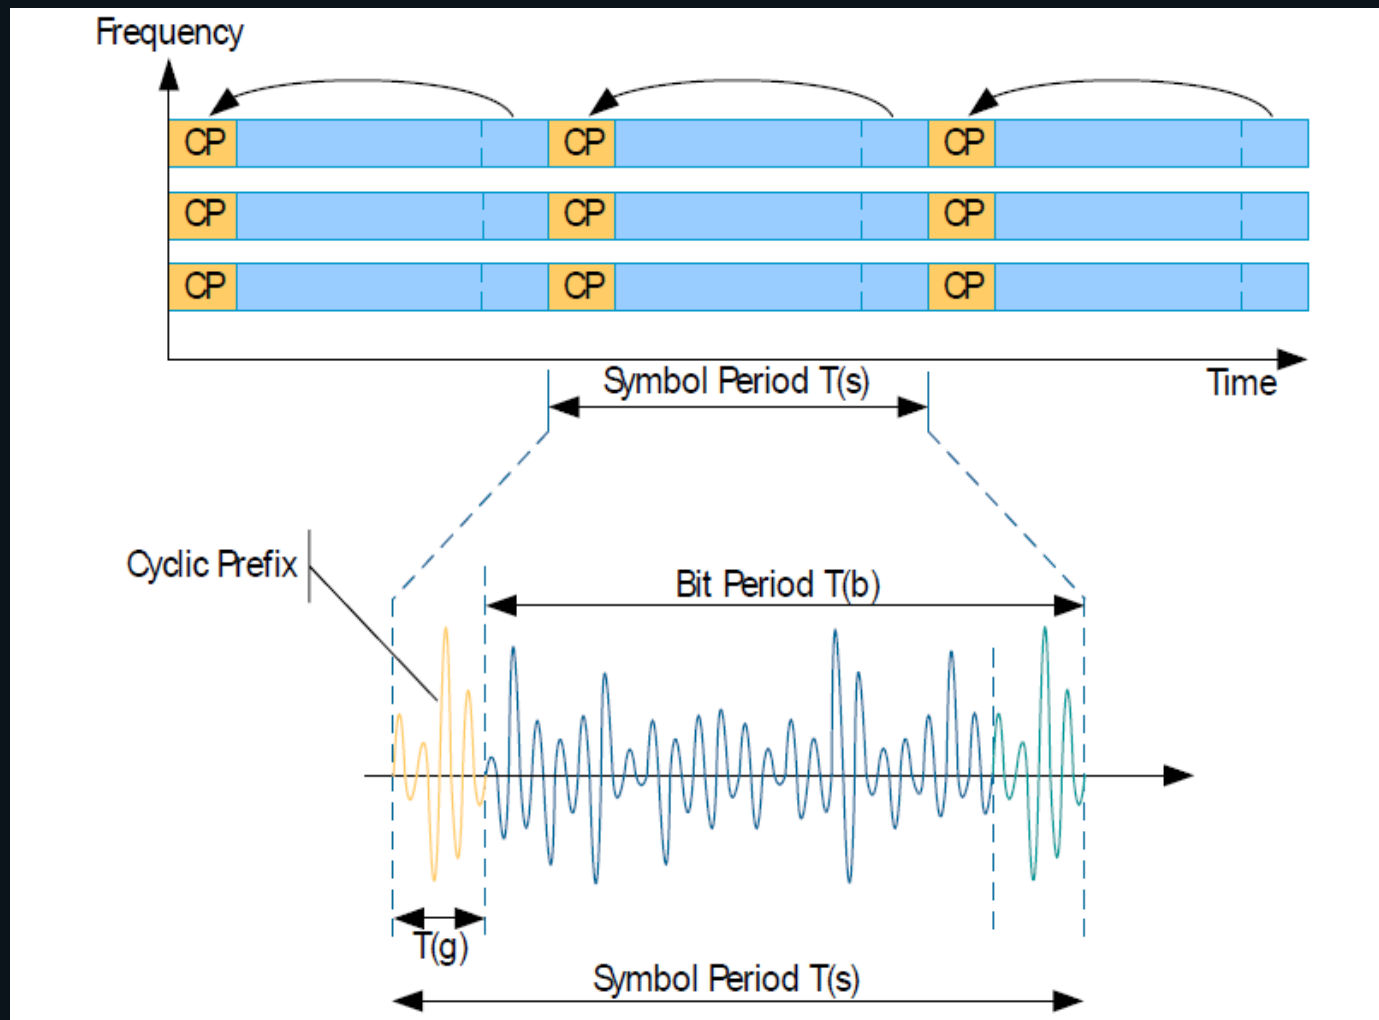 Frequency
CP CP CP
CP CP CP
CP CP CP
Symbol Period T(s)
Time
Cyclic Prefix
Bit Period T(b)
T(g)
Symbol Period T(s)